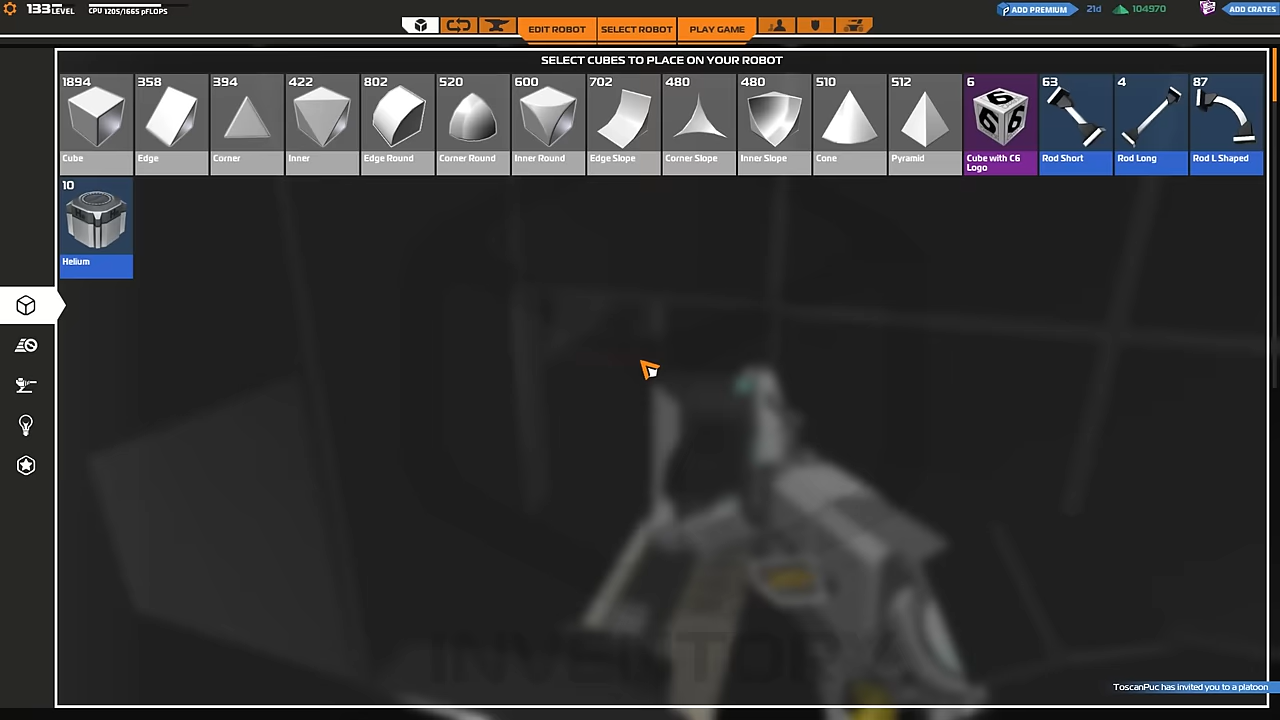 133 LEVEL
CPU 1205/1665 pFLOPS
ADD PREMIUM
21d
104970
ADD CRATES
EDIT ROBOT
SELECT ROBOT
PLAY GAME
SELECT CUBES TO PLACE ON YOUR ROBOT
1894
358
394
422
802
520
600
702
480
480
510
512
6
63
4
87
Cube
Edge
Corner
Inner
Edge Round
Corner Round
Inner Round
Edge Slope
Corner Slope
Inner Slope
Cone
Pyramid
Cube with C6
Logo
Rod Short
Rod Long
Rod L Shaped
10
Helium
INVENTORY
ToscanPuc has invited you to a platoon